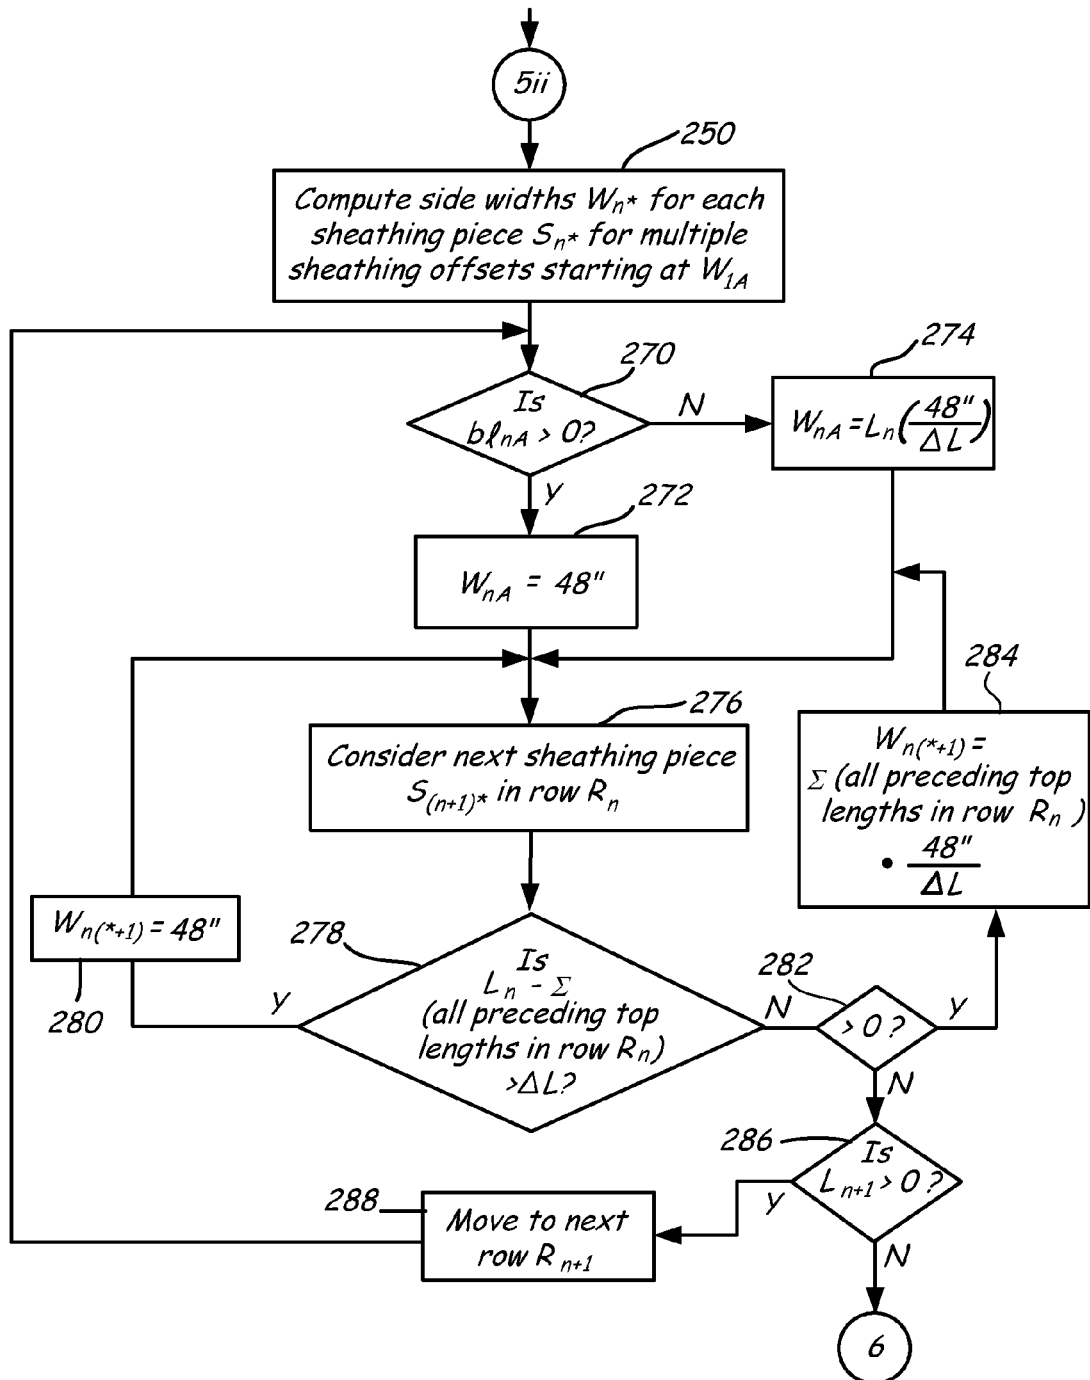 5ii
250
Compute side widths Wn* for each
sheathing piece Sn* for multiple
sheathing offsets starting at W1A
270
Is
bℓnA > 0?
N
Y
274
WnA = Ln(48"/ΔL)
272
WnA = 48"
276
Consider next sheathing piece
S(n+1)* in row Rn
284
Wn(*+1) =
Σ (all preceding top
lengths in row Rn)
• 48"/ΔL
Wn(*+1) = 48"
280
278
Is
Ln - Σ
(all preceding top
lengths in row Rn)
>ΔL?
Y
N
282
> 0?
Y
N
286
Is
Ln+1 > 0?
Y
N
288
Move to next
row Rn+1
6